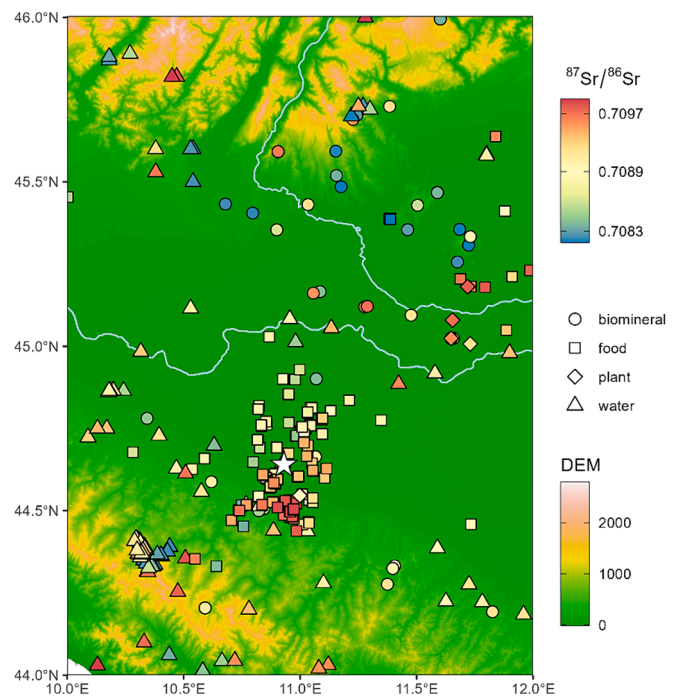 46.0°N
45.5°N
45.0°N
44.5°N
44.0°N
10.0°E
10.5°E
11.0°E
11.5°E
12.0°E
⁸⁷Sr/⁸⁶Sr
0.7097
0.7089
0.7083
biomineral
food
plant
water
DEM
2000
1000
0